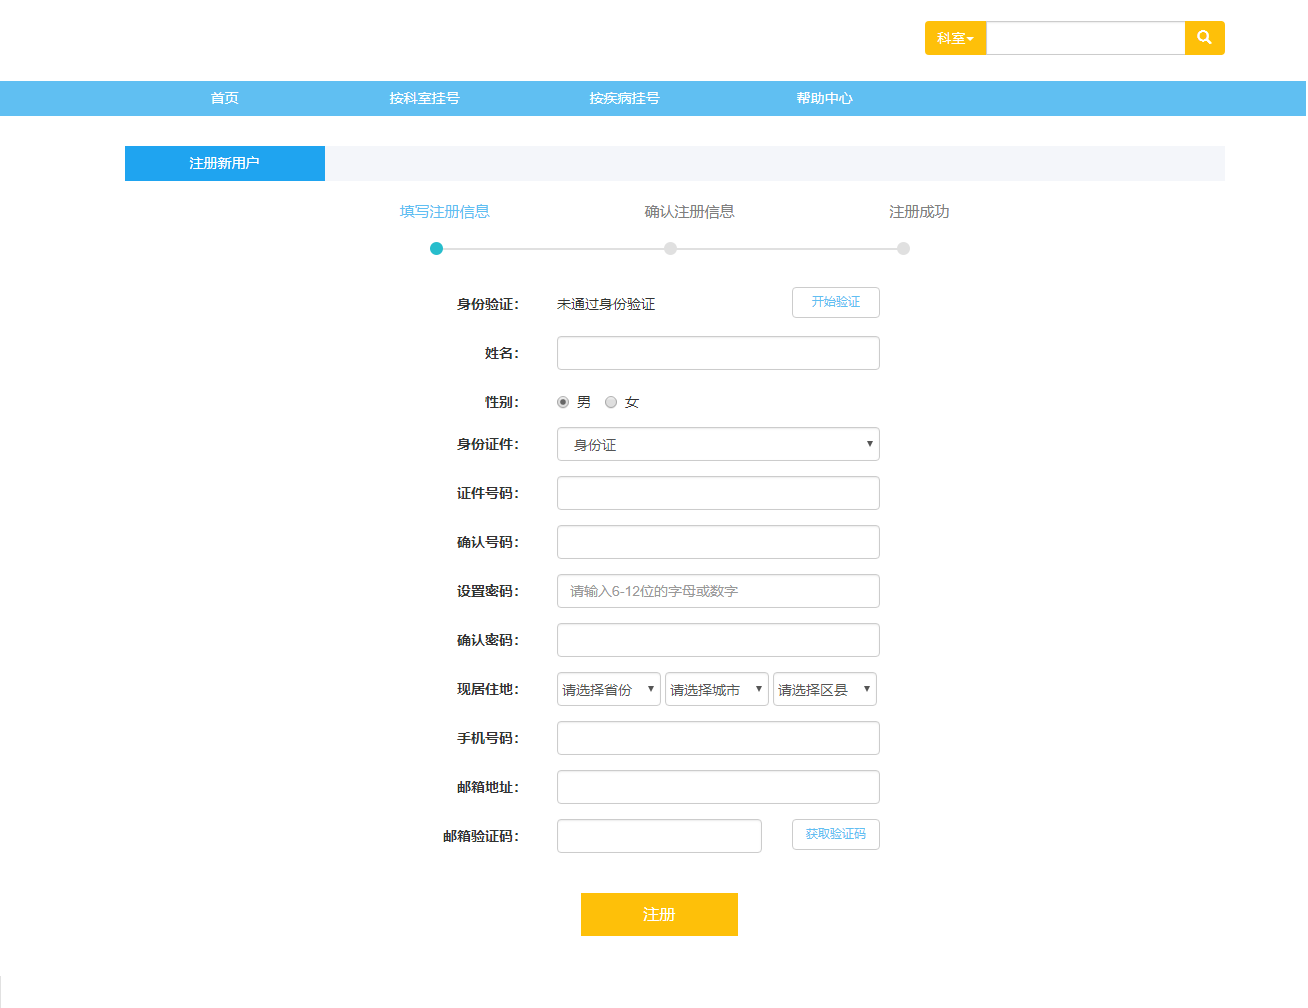 科室
首页 按科室挂号 按疾病挂号 帮助中心
注册新用户
填写注册信息 确认注册信息 注册成功
身份验证： 未通过身份验证 开始验证
姓名：
性别： 男 女
身份证件： 身份证
证件号码：
确认号码：
设置密码： 请输入6-12位的字母或数字
确认密码：
现居住地： 请选择省份 请选择城市 请选择区县
手机号码：
邮箱地址：
邮箱验证码： 获取验证码
注册